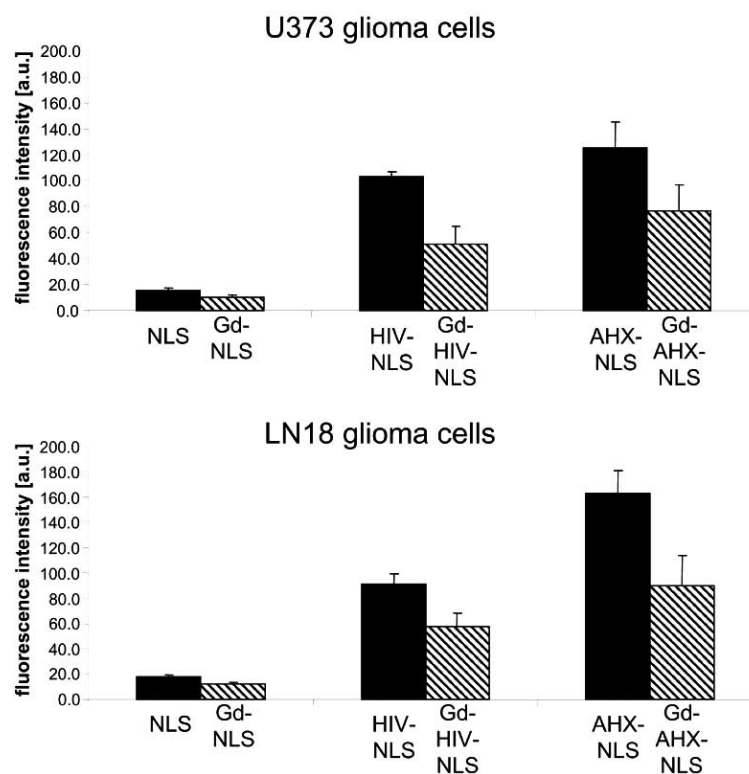 U373 glioma cells
fluorescence intensity [a.u.]
200.0
180.0
160.0
140.0
120.0
100.0
80.0
60.0
40.0
20.0
0.0
NLS
Gd-
NLS
HIV-
NLS
Gd-
HIV-
NLS
AHX-
NLS
Gd-
AHX-
NLS
LN18 glioma cells
fluorescence intensity [a.u.]
200.0
180.0
160.0
140.0
120.0
100.0
80.0
60.0
40.0
20.0
0.0
NLS
Gd-
NLS
HIV-
NLS
Gd-
HIV-
NLS
AHX-
NLS
Gd-
AHX-
NLS